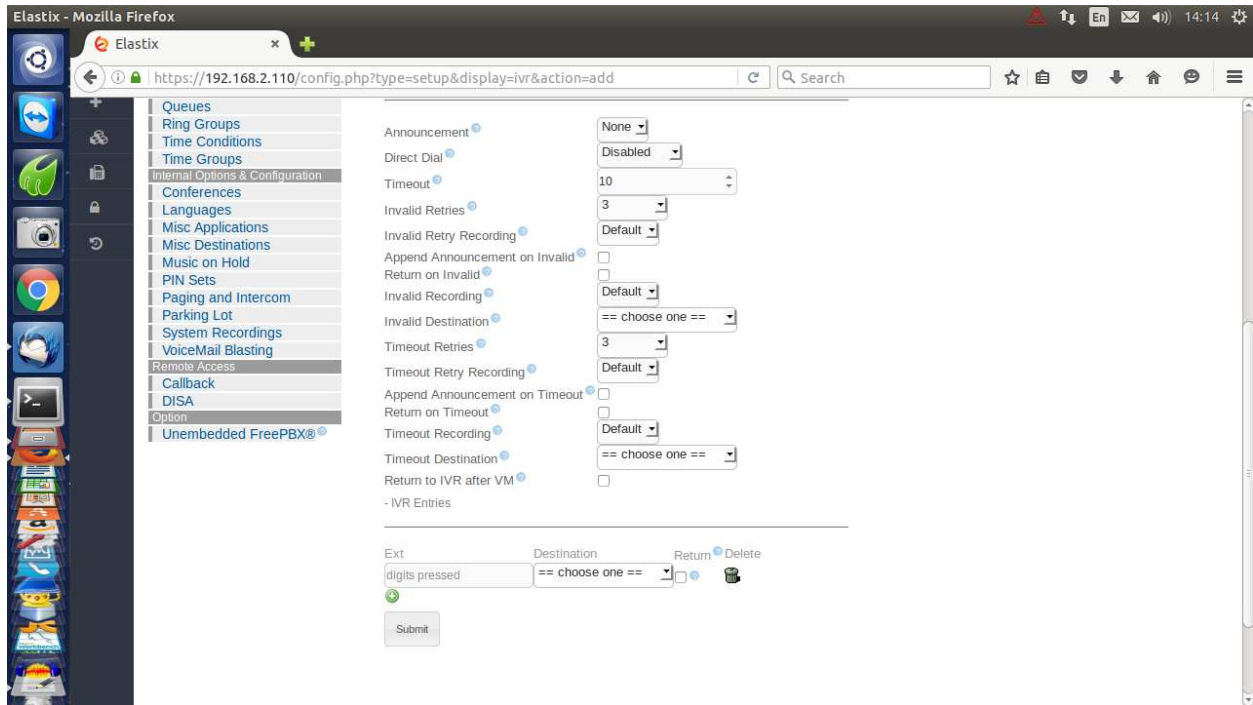 Elastix - Mozilla Firefox
En
14:14
Elastix
https://192.168.2.110/config.php?type=setup&display=ivr&action=add
Search
Queues
Ring Groups
Time Conditions
Time Groups
Internal Options & Configuration
Conferences
Languages
Misc Applications
Misc Destinations
Music on Hold
PIN Sets
Paging and Intercom
Parking Lot
System Recordings
VoiceMail Blasting
Remote Access
Callback
DISA
Option
Unembedded FreePBX®
Announcement None
Direct Dial Disabled
Timeout 10
Invalid Retries 3
Invalid Retry Recording Default
Append Announcement on Invalid
Return on Invalid
Invalid Recording Default
Invalid Destination == choose one ==
Timeout Retries 3
Timeout Retry Recording Default
Append Announcement on Timeout
Return on Timeout
Timeout Recording Default
Timeout Destination == choose one ==
Return to IVR after VM
- IVR Entries
Ext Destination Return Delete
digits pressed == choose one ==
Submit